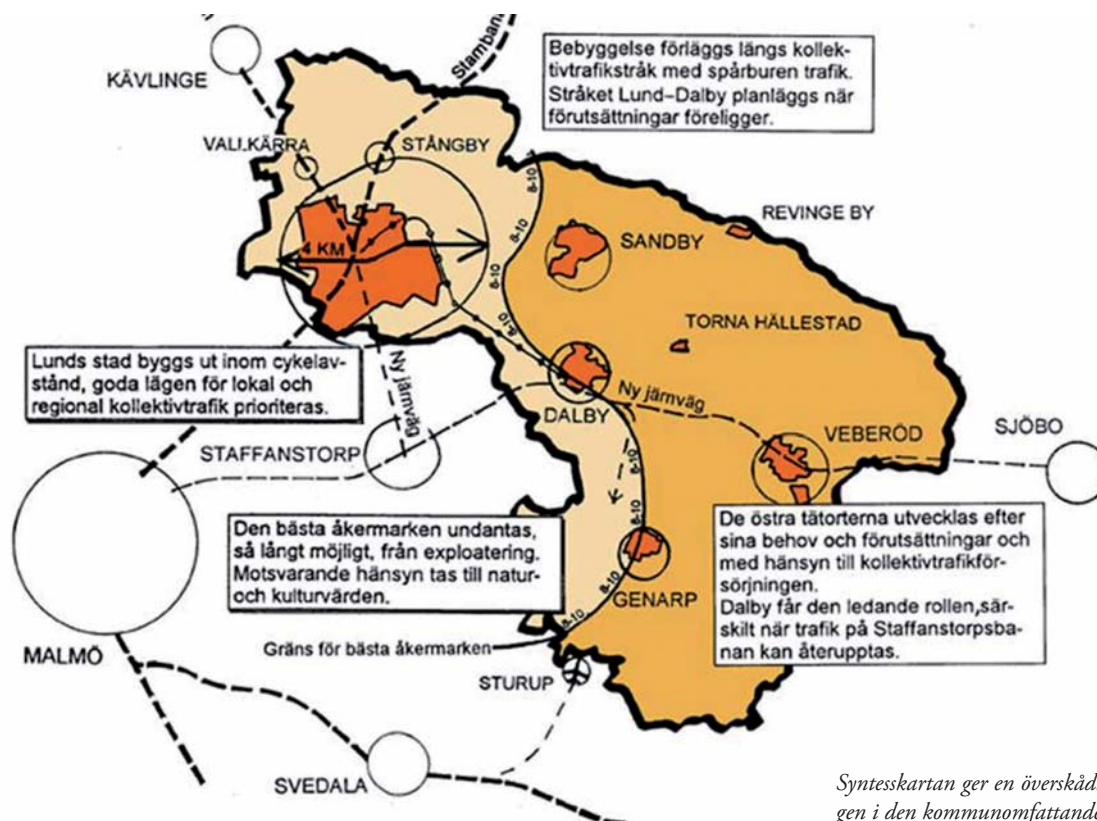 Stambana
Bebyggelse förläggs längs kollek-
tivtrafikstråk med spårburen trafik.
Stråket Lund–Dalby planläggs när
förutsättningar föreligger.
KÄVLINGE
VALLKÄRRA
STÅNGBY
8-10
REVINGE BY
8-10
SANDBY
4 KM
8-10
TORNA HÄLLESTAD
8-10
Lunds stad byggs ut inom cykelav-
stånd, goda lägen för lokal och
regional kollektivtrafik prioriteras.
Ny järnväg
Ny järnväg
DALBY
VEBERÖD
SJÖBO
STAFFANSTORP
8-10
8-10
Den bästa åkermarken undantas,
så långt möjligt, från exploatering.
Motsvarande hänsyn tas till natur-
och kulturvärden.
De östra tätorterna utvecklas efter
sina behov och förutsättningar och
med hänsyn till kollektivtrafikför-
sörjningen.
Dalby får den ledande rollen,sär-
skilt när trafik på Staffanstorpsba-
nan kan återupptas.
8-10
GENARP
8-10
Gräns för bästa åkermarken
MALMÖ
STURUP
SVEDALA
Syntesskartan ger en överskåd
gen i den kommunomfattande